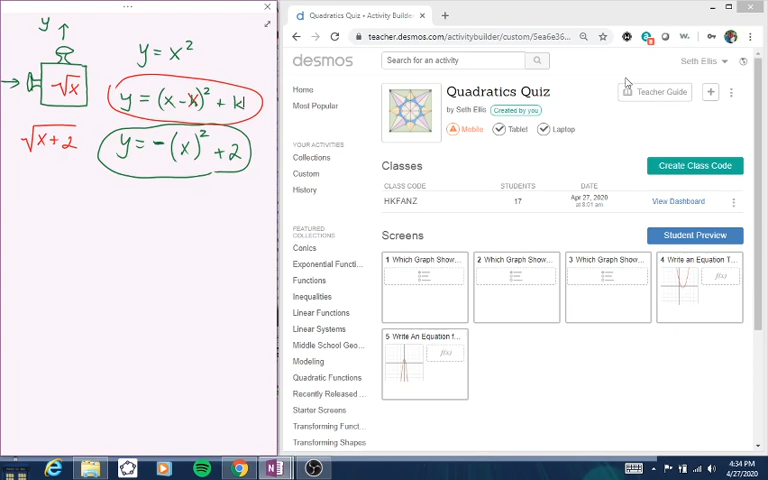 y
y = x²
√x
y = (x - x)² + k
√x+2
y = -(x)² + 2
Quadratics Quiz • Activity Builder
teacher.desmos.com/activitybuilder/custom/5ea6e36...
desmos
Search for an activity
Seth Ellis
Home
Most Popular
YOUR ACTIVITIES
Collections
Custom
History
FEATURED
COLLECTIONS
Conics
Exponential Functi...
Functions
Inequalities
Linear Functions
Linear Systems
Middle School Geo...
Modeling
Quadratic Functions
Recently Released ...
Starter Screens
Transforming Funct...
Transforming Shapes
Quadratics Quiz
by Seth Ellis
Created by you
Mobile
Tablet
Laptop
Teacher Guide
+
Classes
Create Class Code
CLASS CODE
STUDENTS
DATE
HKFANZ
17
Apr 27, 2020
at 8:01 am
View Dashboard
Screens
Student Preview
1 Which Graph Show...
2 Which Graph Show...
3 Which Graph Show...
4 Write an Equation T...
f(x)
5 Write An Equation f...
f(x)
4:34 PM
4/27/2020